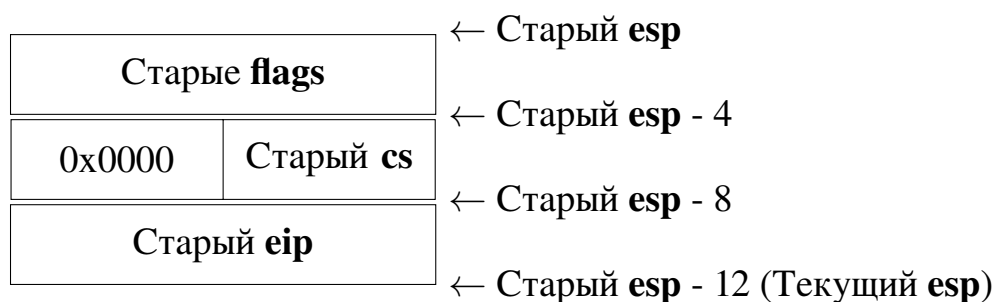 ← Старый esp
Старые flags
← Старый esp - 4
0x0000 Старый cs
← Старый esp - 8
Старый eip
← Старый esp - 12 (Текущий esp)